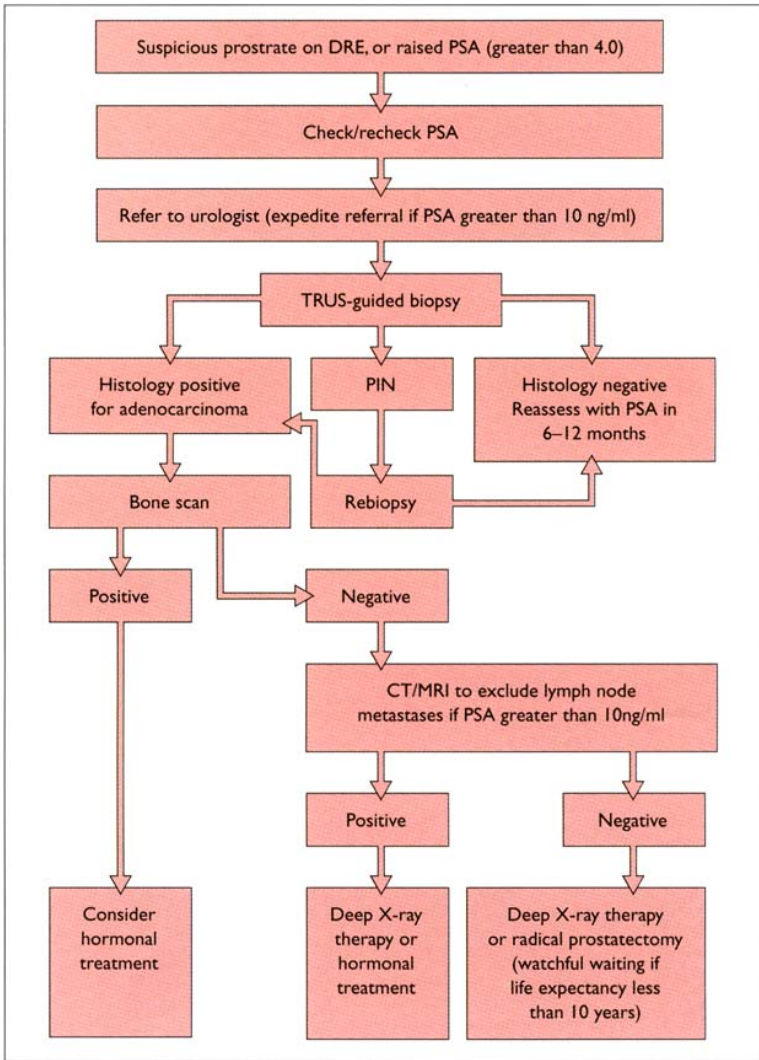 Suspicious prostrate on DRE, or raised PSA (greater than 4.0)
Check/recheck PSA
Refer to urologist (expedite referral if PSA greater than 10 ng/ml)
TRUS-guided biopsy
Histology positive
for adenocarcinoma
PIN
Histology negative
Reassess with PSA in
6–12 months
Bone scan
Rebiopsy
Positive
Negative
CT/MRI to exclude lymph node
metastases if PSA greater than 10ng/ml
Positive
Negative
Consider
hormonal
treatment
Deep X-ray
therapy or
hormonal
treatment
Deep X-ray therapy
or radical prostatectomy
(watchful waiting if
life expectancy less
than 10 years)